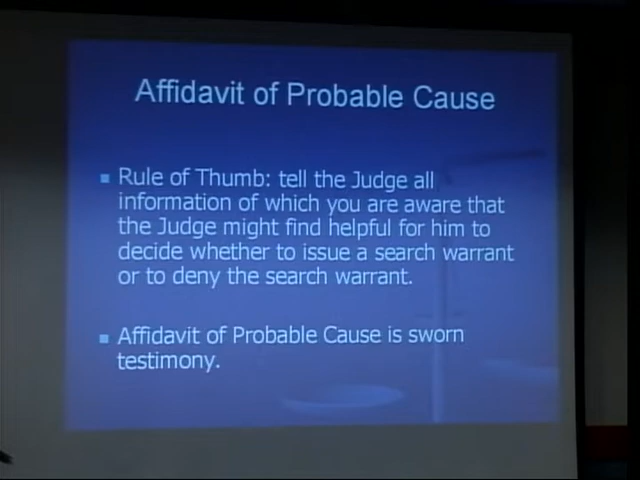 Affidavit of Probable Cause
Rule of Thumb: tell the Judge all
information of which you are aware that
the Judge might find helpful for him to
decide whether to issue a search warrant
or to deny the search warrant.
Affidavit of Probable Cause is sworn
testimony.